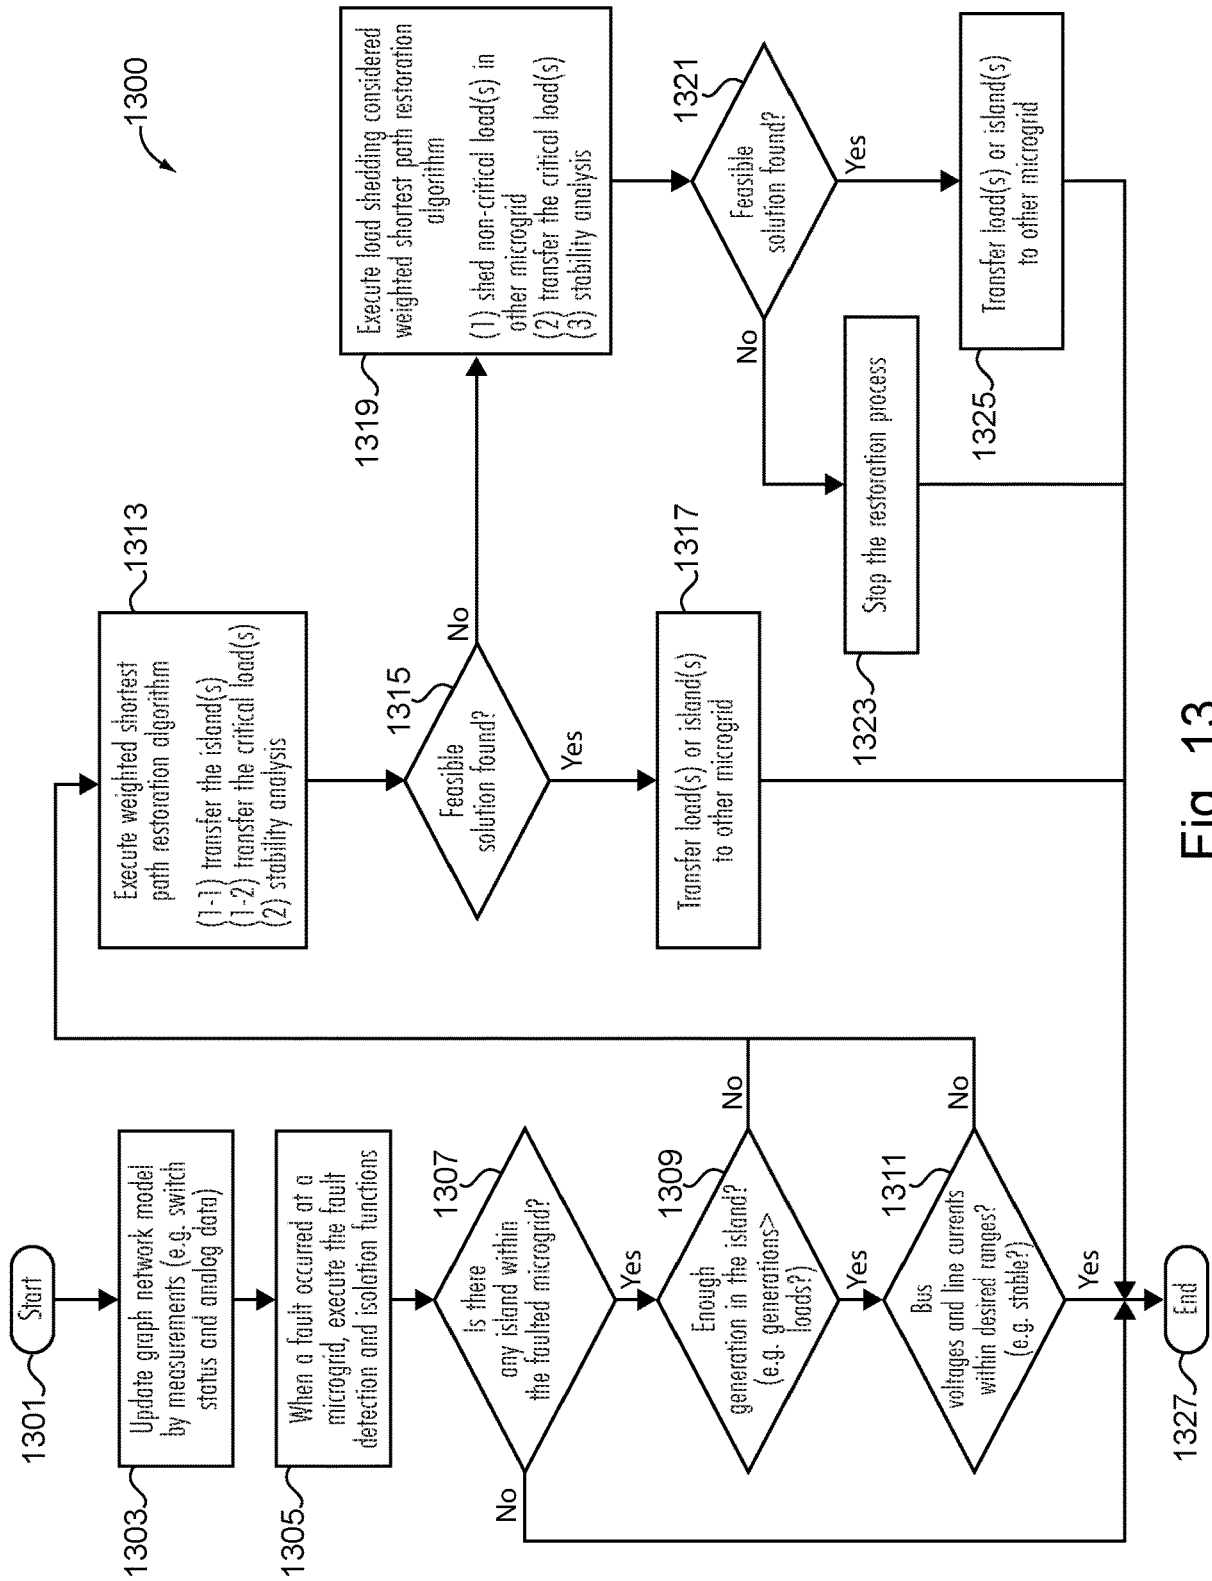 1300
1301
Start
1303
Update graph network model
by measurements (e.g. switch
status and analog data)
1305
When a fault occurred at a
microgrid, execute the fault
detection and isolation functions
1307
Is there
any island within
the faulted microgrid?
No
Yes
1309
Enough
generation in the island?
(e.g. generations>
loads?)
No
Yes
1311
Bus
voltages and line currents
within desired ranges?
(e.g. stable?)
No
Yes
1327
End
1313
Execute weighted shortest
path restoration algorithm
(1-1) transfer the island(s)
(1-2) transfer the critical load(s)
(2) stability analysis
1315
Feasible
solution found?
No
Yes
1317
Transfer load(s) or island(s)
to other microgrid
1319
Execute load shedding considered
weighted shortest path restoration
algorithm
(1) shed non-critical load(s) in
other microgrid
(2) transfer the critical load(s)
(3) stability analysis
1321
Feasible
solution found?
No
Yes
1323
Stop the restoration process
1325
Transfer load(s) or island(s)
to other microgrid
Fig. 13